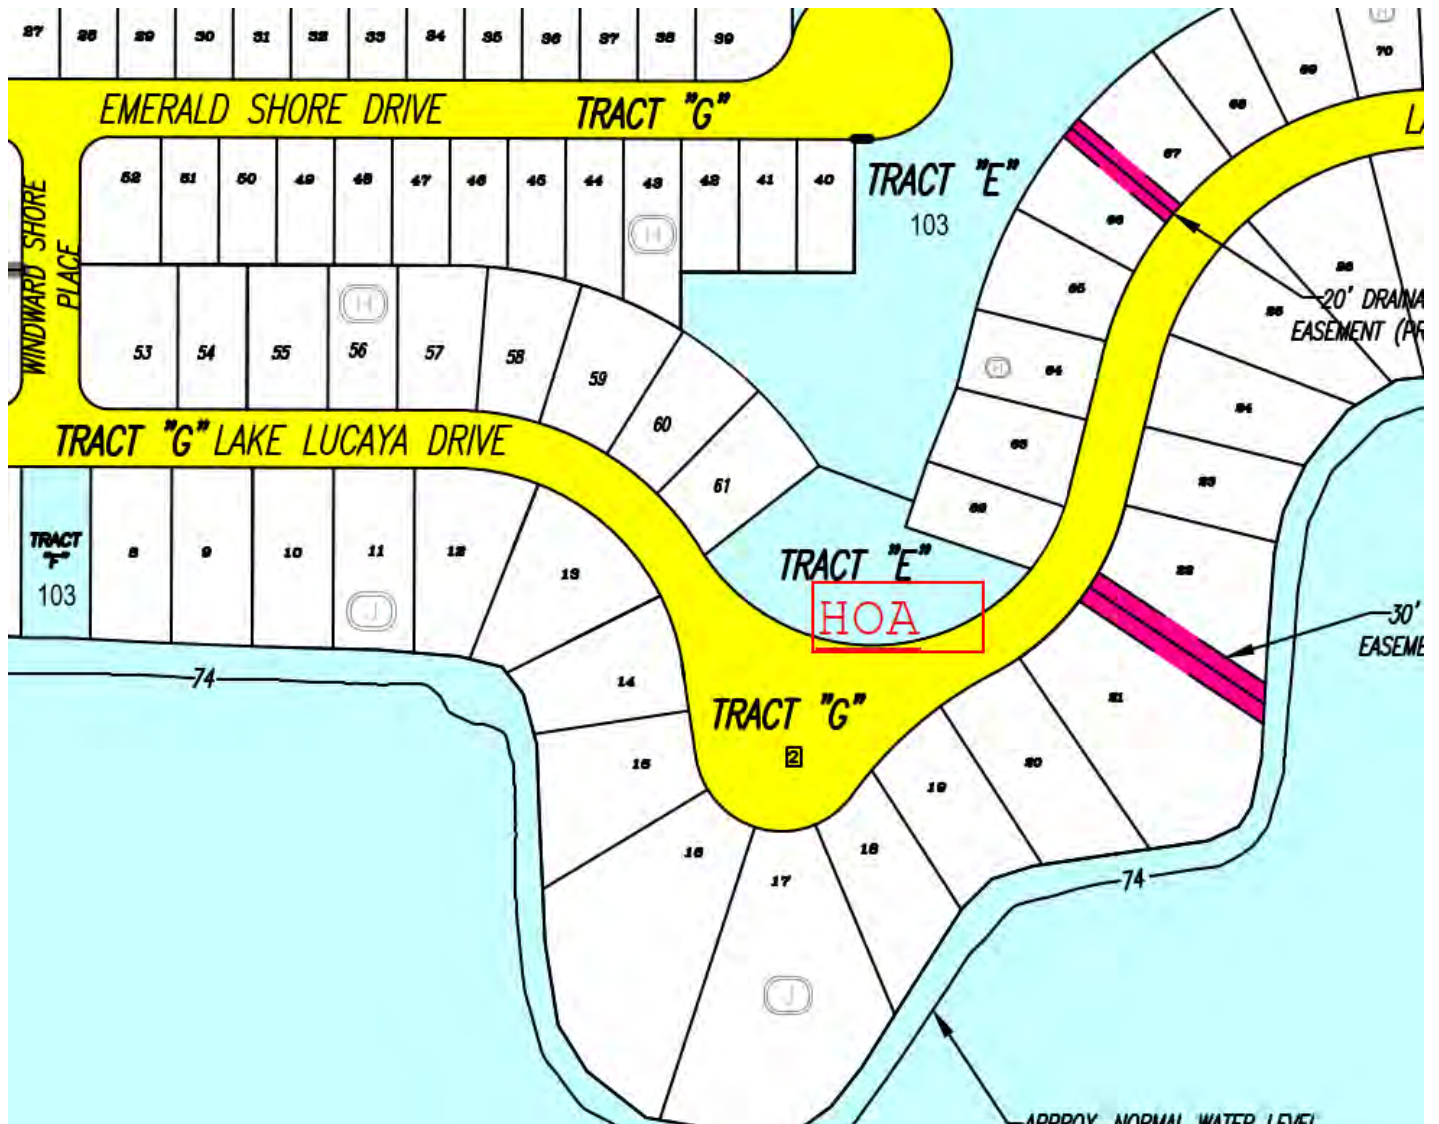 27 28 29 30 31 32 33 34 35 36 37 38 39
H
70
69
68
EMERALD SHORE DRIVE TRACT "G"
LA
67
52 51 50 49 48 47 46 45 44 43 42 41 40
TRACT "E"
103
66
H
WINDWARD SHORE
PLACE
26
65
20' DRAINA
25
EASEMENT (PR
H
53 54 55 56 57 58 59
H
64
24
60
TRACT "G" LAKE LUCAYA DRIVE
63
61
23
62
TRACT
"F"
103
8 9 10 11 12 13
J
TRACT "E"
22
HOA
30'
EASEME
74
14
21
TRACT "G"
2
15
20
19
16
18
17
74
J
APPROX. NORMAL WATER LEVEL